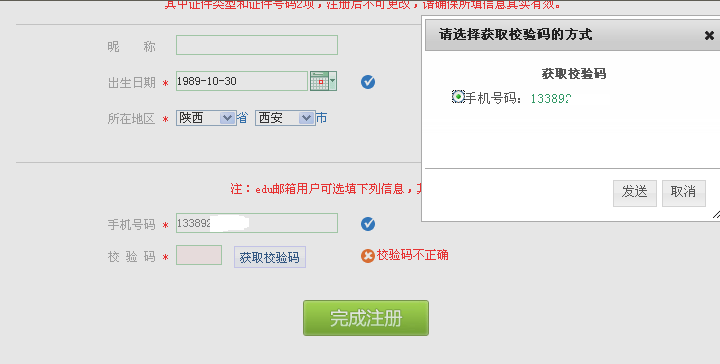 其中证件类型和证件号码2项，注册后不可更改，请确保所填信息真实有效。
请选择获取校验码的方式
获取校验码
手机号码：133892
昵 称
出生日期 * 1989-10-30
所在地区 * 陕西 省 西安 市
注：edu邮箱用户可选填下列信息，其
发送 取消
手机号码 * 133892
校 验 码 * 获取校验码 校验码不正确
完成注册